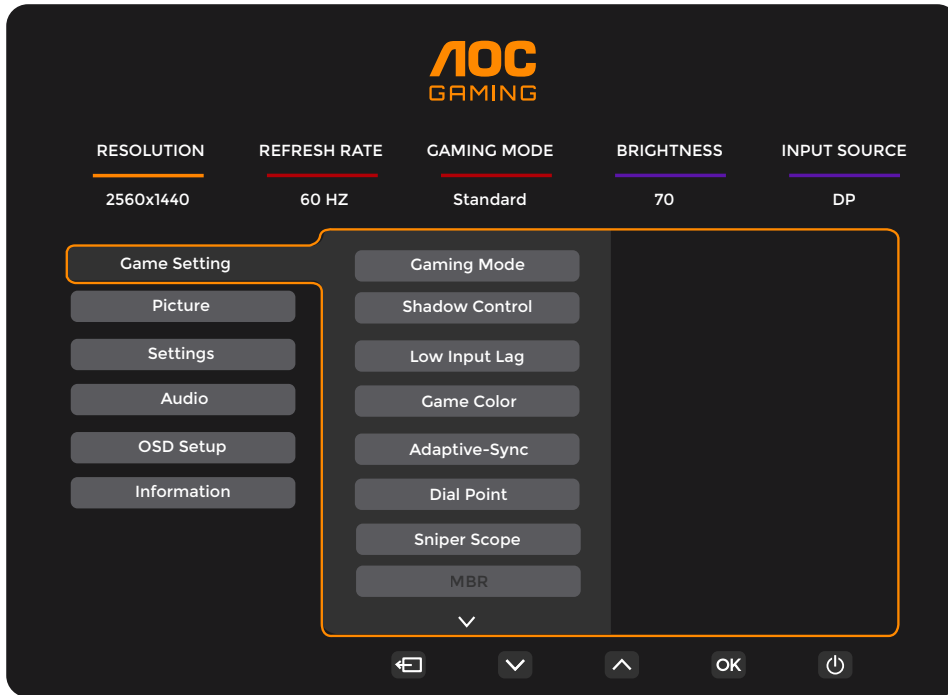 AOC
GAMING
RESOLUTION REFRESH RATE GAMING MODE BRIGHTNESS INPUT SOURCE
2560x1440 60 HZ Standard 70 DP
Game Setting Gaming Mode
Picture Shadow Control
Settings Low Input Lag
Audio Game Color
OSD Setup Adaptive-Sync
Information Dial Point
Sniper Scope
MBR
OK